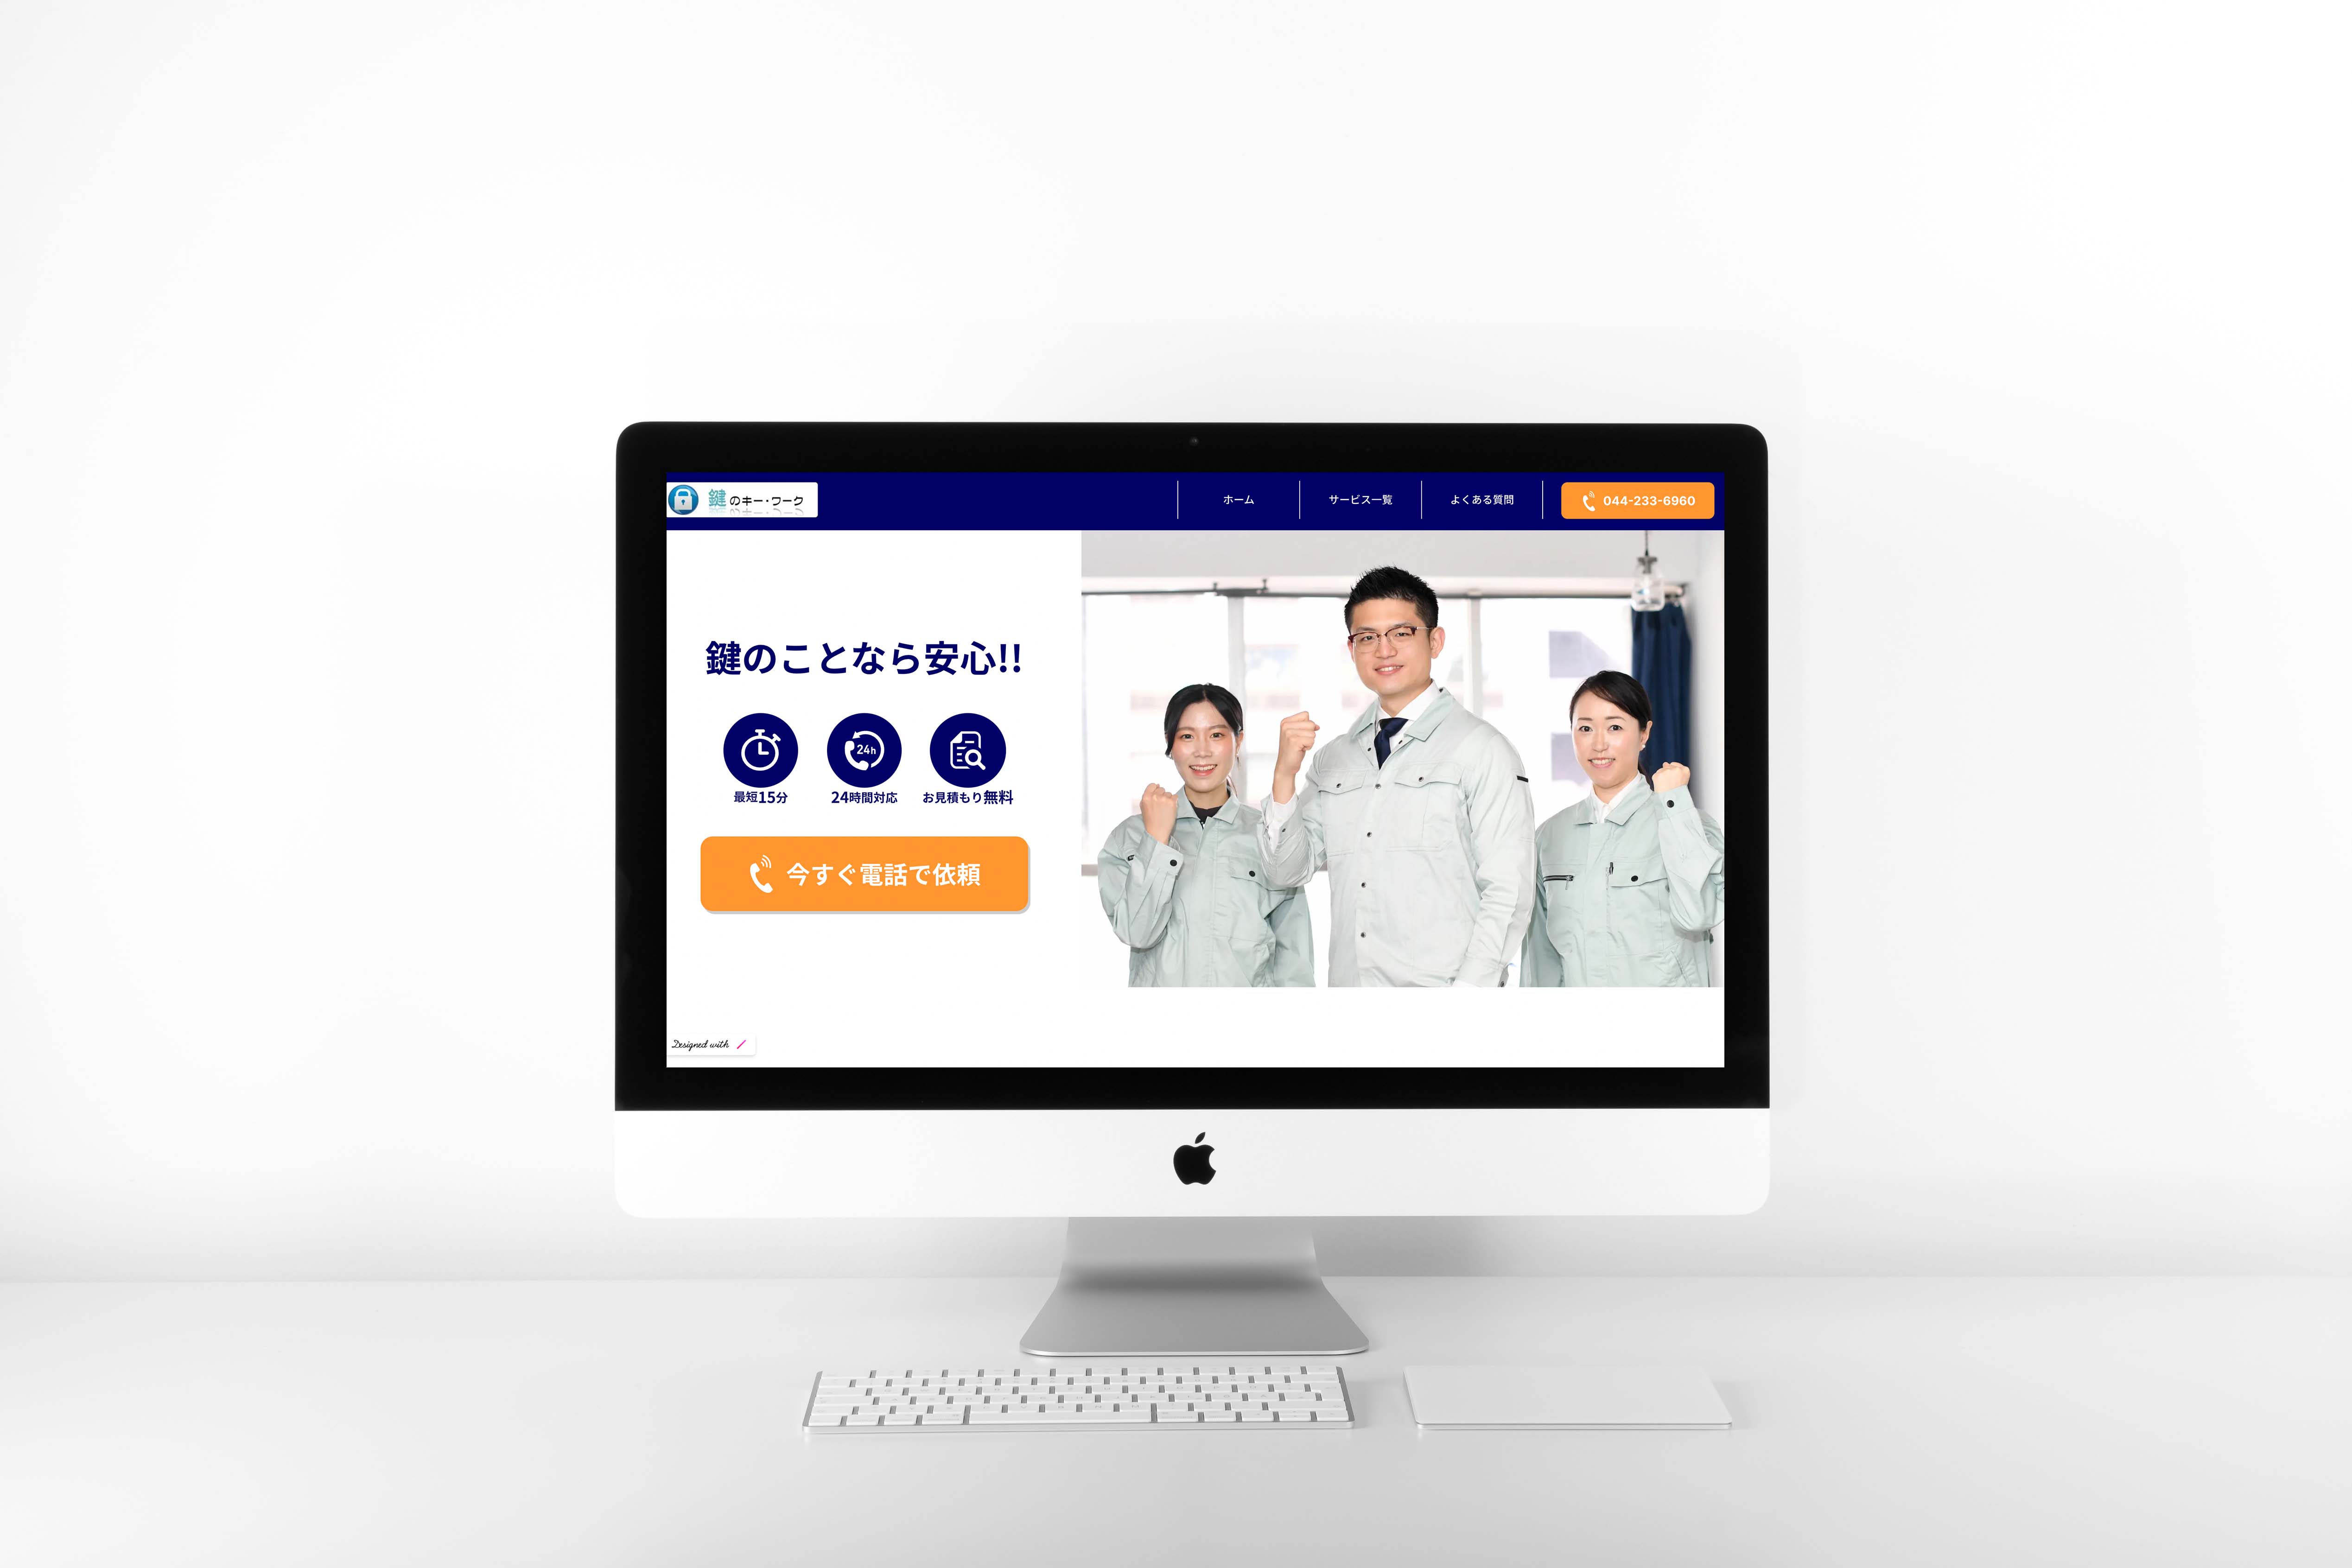 鍵のキー・ワーク
ホーム
サービス一覧
よくある質問
044-233-6960
鍵のことなら安心!!
24h
最短15分
24時間対応
お見積もり無料
今すぐ電話で依頼
Designed with